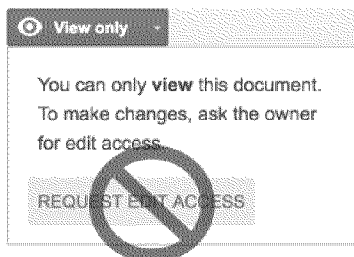 View only
You can only view this document.
To make changes, ask the owner
for edit access.
REQUEST EDIT ACCESS